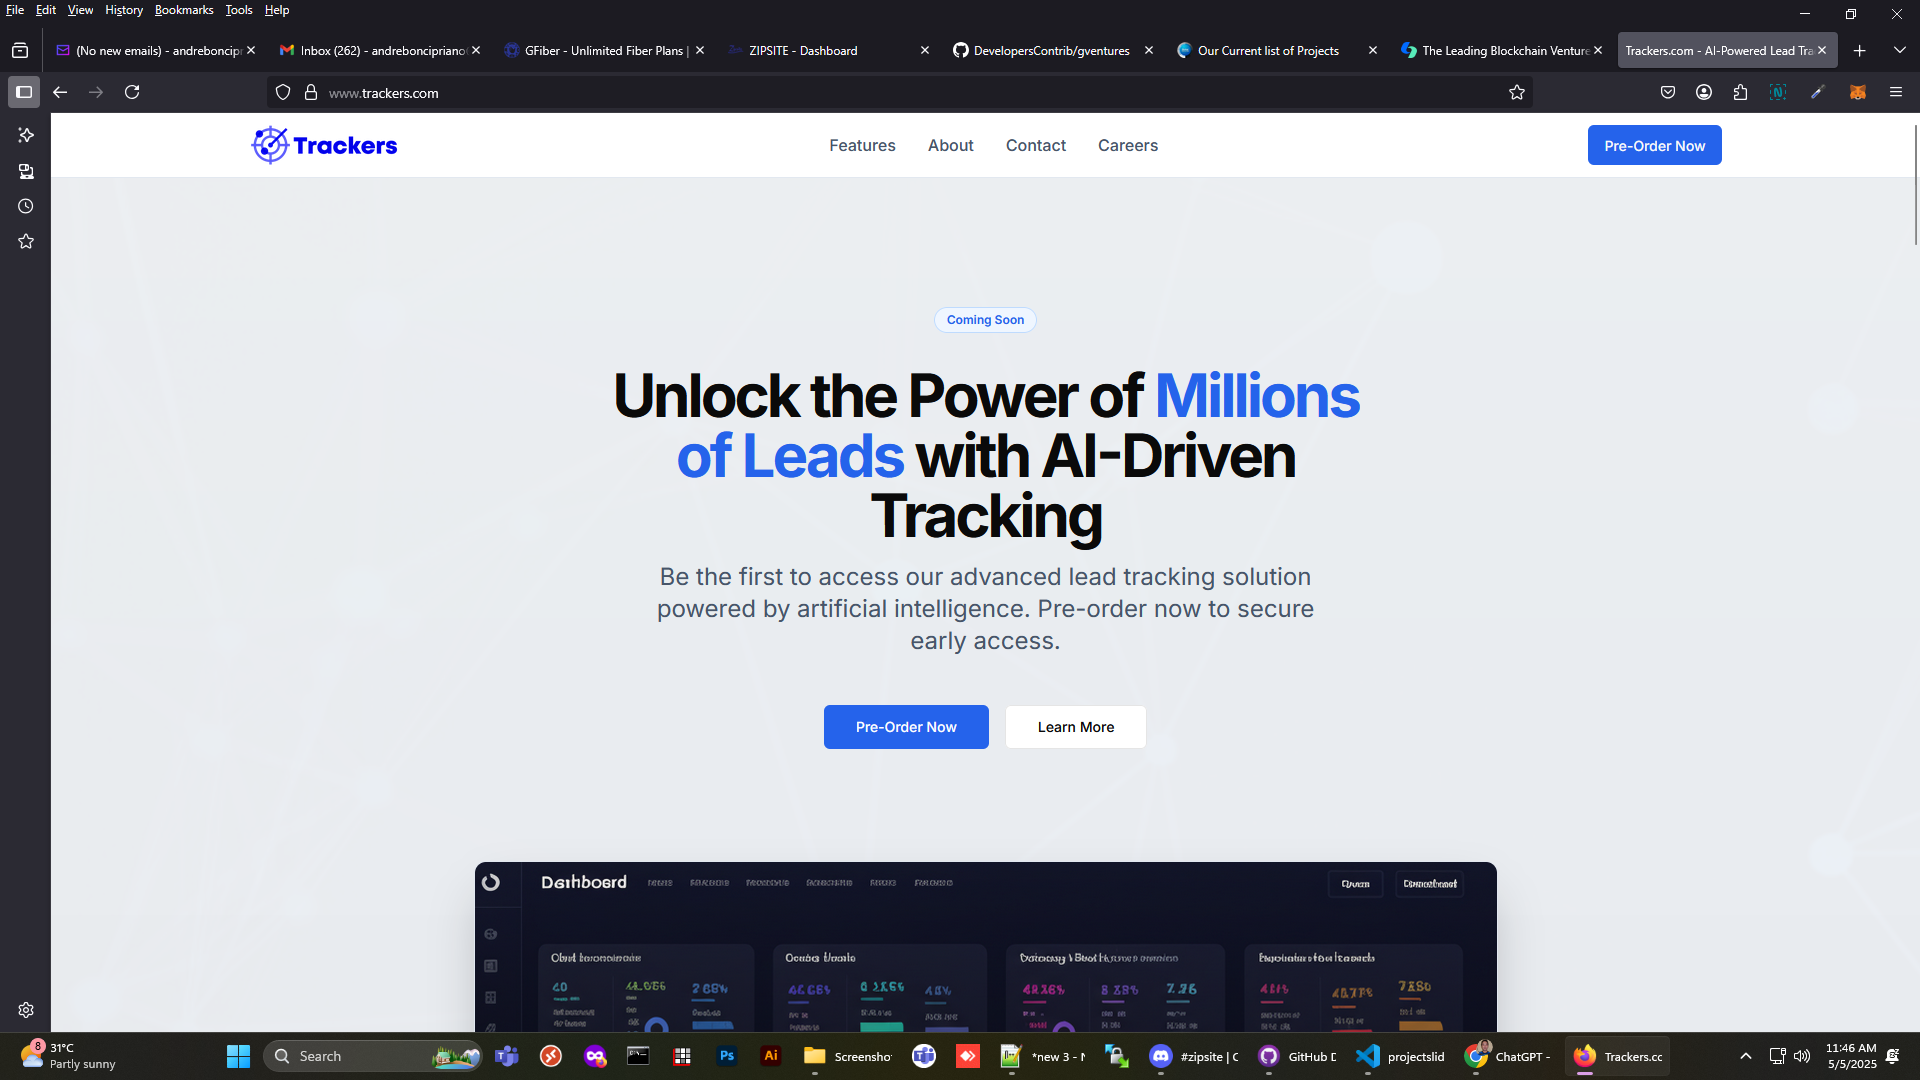 File Edit View History Bookmarks Tools Help
(No new emails) - andreboncipr
Inbox (262) - andreboncipriano
GFiber - Unlimited Fiber Plans |
ZIPSITE - Dashboard
DevelopersContrib/gventures
Our Current list of Projects
The Leading Blockchain Venture
Trackers.com - AI-Powered Lead Tra
www.trackers.com
Trackers
Features
About
Contact
Careers
Pre-Order Now
Coming Soon
Unlock the Power of Millions
of Leads with AI-Driven
Tracking
Be the first to access our advanced lead tracking solution
powered by artificial intelligence. Pre-order now to secure
early access.
Pre-Order Now
Learn More
Dashboard
8
31°C
Partly sunny
Search
Ps
Ai
Screensho
*new 3 - N
#zipsite | C
GitHub D
projectslid
ChatGPT -
Trackers.cc
11:46 AM
5/5/2025